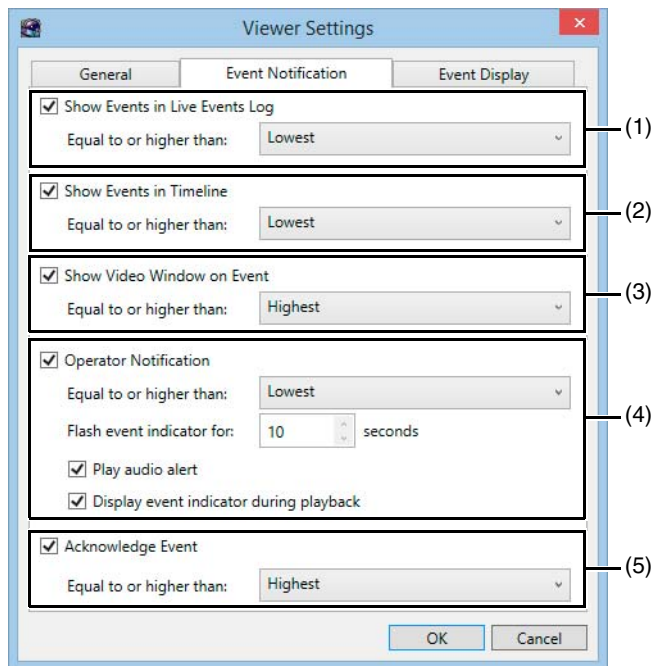 Viewer Settings
General Event Notification Event Display
Show Events in Live Events Log
Equal to or higher than: Lowest
(1)
Show Events in Timeline
Equal to or higher than: Lowest
(2)
Show Video Window on Event
Equal to or higher than: Highest
(3)
Operator Notification
Equal to or higher than: Lowest
Flash event indicator for: 10 seconds
Play audio alert
Display event indicator during playback
(4)
Acknowledge Event
Equal to or higher than: Highest
(5)
OK Cancel